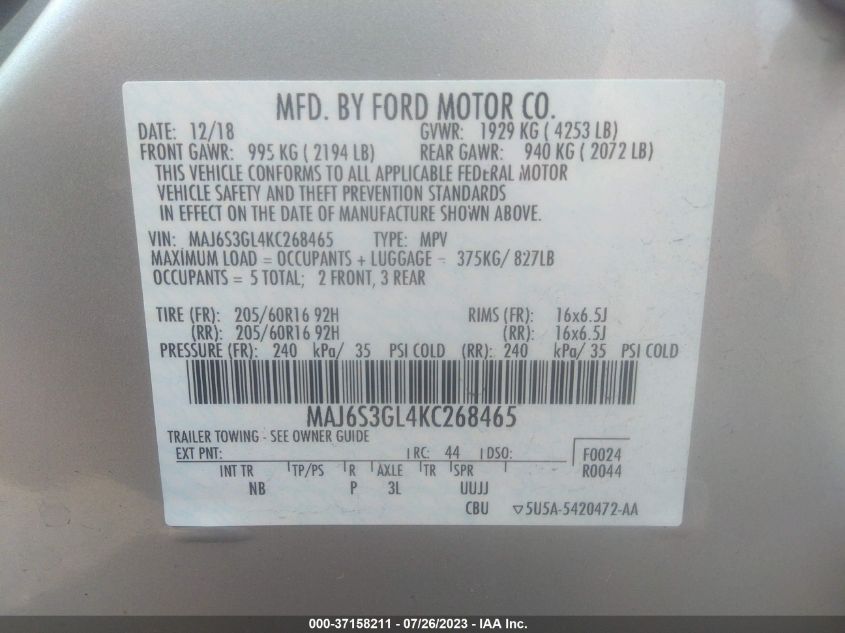 MFD. BY FORD MOTOR CO.
DATE: 12/18 GVWR: 1929 KG ( 4253 LB)
FRONT GAWR: 995 KG ( 2194 LB) REAR GAWR: 940 KG ( 2072 LB)
THIS VEHICLE CONFORMS TO ALL APPLICABLE FEDERAL MOTOR
VEHICLE SAFETY AND THEFT PREVENTION STANDARDS
IN EFFECT ON THE DATE OF MANUFACTURE SHOWN ABOVE.
VIN: MAJ6S3GL4KC268465 TYPE: MPV
MAXIMUM LOAD = OCCUPANTS + LUGGAGE = 375KG/ 827LB
OCCUPANTS = 5 TOTAL; 2 FRONT, 3 REAR
TIRE (FR): 205/60R16 92H RIMS (FR): 16x6.5J
(RR): 205/60R16 92H (RR): 16x6.5J
PRESSURE (FR): 240 kPa/ 35 PSI COLD (RR): 240 kPa/ 35 PSI COLD
MAJ6S3GL4KC268465
TRAILER TOWING - SEE OWNER GUIDE
EXT PNT: RC: 44 DSO: F0024
INT TR TP/PS R AXLE TR SPR R0044
NB P 3L UUJJ
CBU ▽5U5A-5420472-AA
000-37158211 - 07/26/2023 - IAA Inc.